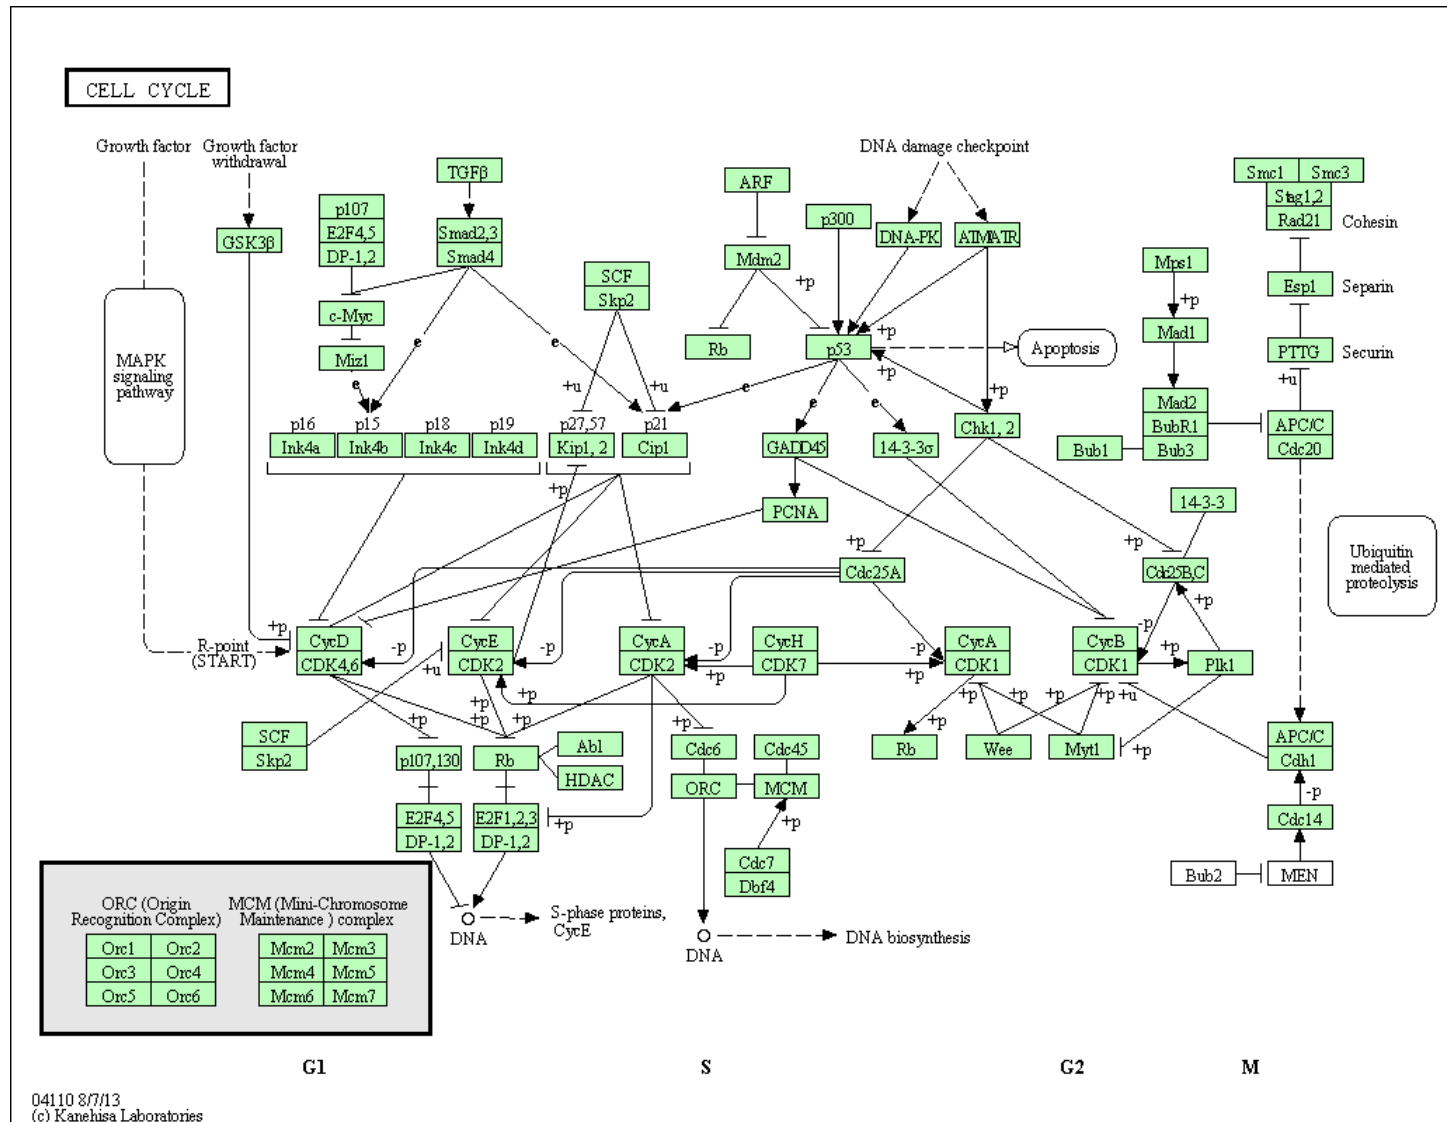 CELL CYCLE
Growth factor
Growth factor
withdrawal
DNA damage checkpoint
TGFβ
ARF
p300
DNA-PK
ATM/ATR
Smc1
Smc3
Stag1,2
Rad21
Cohesin
p107
E2F4,5
DP-1,2
GSK3β
Smad2,3
Smad4
Mdm2
SCF
Skp2
+p
Mps1
+p
Esp1
Separin
c-Myc
Miz1
MAPK
signaling
pathway
Rb
p53
+p
+p
Apoptosis
Mad1
PTTG
Securin
e
e
e
+u
+u
e
e
e
+p
+u
p16
p15
p18
p19
p27,57
p21
Ink4a
Ink4b
Ink4c
Ink4d
Kip1, 2
Cip1
GADD45
14-3-3σ
Chk1, 2
Mad2
BubR1
Bub3
Bub1
APC/C
Cdc20
+p
PCNA
14-3-3
+p
+p
Cdc25A
Cdc25B,C
Ubiquitin
mediated
proteolysis
R-point
(START)
+p
CycD
CDK4,6
-p
CycE
CDK2
+u
-p
CycA
CDK2
-p
+p
CycH
CDK7
-p
+p
CycA
CDK1
CycB
CDK1
-p
+p
+p
Plk1
+p
+p
+p
+p
+p
+p
+p
+p
+p
+u
+p
SCF
Skp2
p107,130
Rb
Abl
HDAC
Cdc6
Cdc45
ORC
MCM
Rb
Wee
Myt1
APC/C
Cdh1
-p
E2F4,5
DP-1,2
E2F1,2,3
DP-1,2
+p
+p
Cdc7
Dbf4
Cdc14
Bub2
MEN
DNA
S-phase proteins,
CycE
DNA
DNA biosynthesis
ORC (Origin
Recognition Complex)
MCM (Mini-Chromosome
Maintenance ) complex
Orc1
Orc2
Orc3
Orc4
Orc5
Orc6
Mcm2
Mcm3
Mcm4
Mcm5
Mcm6
Mcm7
G1
S
G2
M
04110 8/7/13
(c) Kanehisa Laboratories